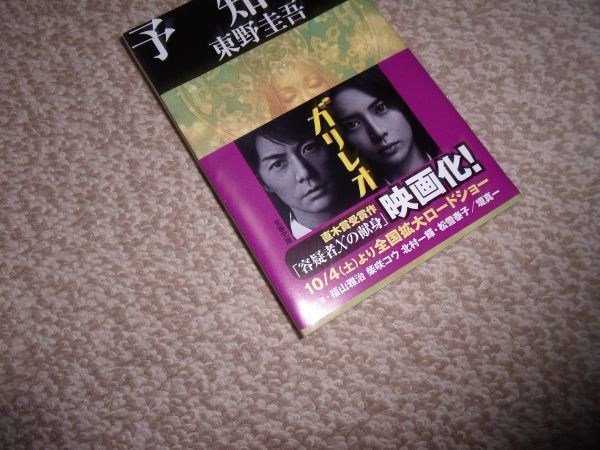 予知
東野圭吾
ガリレオ
直木賞受賞作
「容疑者Xの献身」映画化!
10/4(土)より全国拡大ロードショー
福山雅治 柴咲コウ 北村一輝・松雪泰子/堤真一